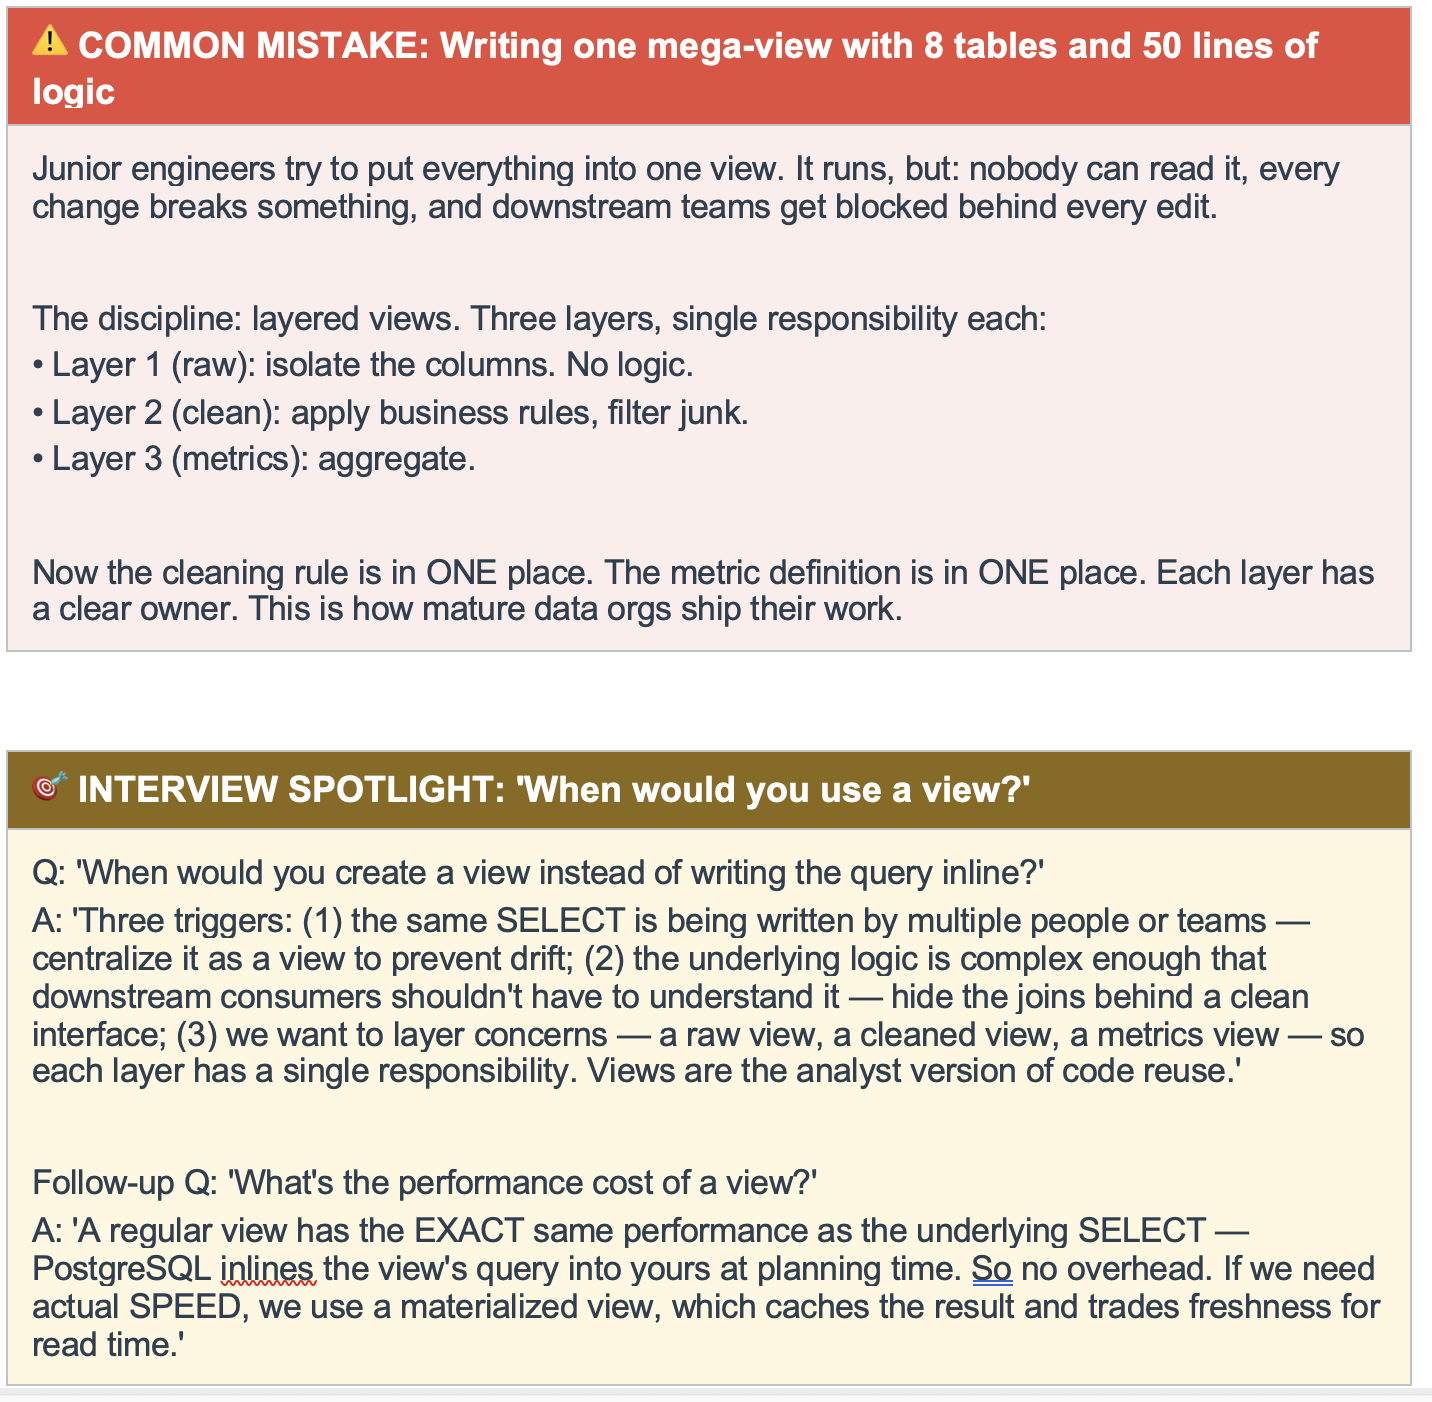 ⚠️ COMMON MISTAKE: Writing one mega-view with 8 tables and 50 lines of
logic
Junior engineers try to put everything into one view. It runs, but: nobody can read it, every
change breaks something, and downstream teams get blocked behind every edit.
The discipline: layered views. Three layers, single responsibility each:
• Layer 1 (raw): isolate the columns. No logic.
• Layer 2 (clean): apply business rules, filter junk.
• Layer 3 (metrics): aggregate.
Now the cleaning rule is in ONE place. The metric definition is in ONE place. Each layer has
a clear owner. This is how mature data orgs ship their work.
🎯 INTERVIEW SPOTLIGHT: 'When would you use a view?'
Q: 'When would you create a view instead of writing the query inline?'
A: 'Three triggers: (1) the same SELECT is being written by multiple people or teams —
centralize it as a view to prevent drift; (2) the underlying logic is complex enough that
downstream consumers shouldn't have to understand it — hide the joins behind a clean
interface; (3) we want to layer concerns — a raw view, a cleaned view, a metrics view — so
each layer has a single responsibility. Views are the analyst version of code reuse.'
Follow-up Q: 'What's the performance cost of a view?'
A: 'A regular view has the EXACT same performance as the underlying SELECT —
PostgreSQL inlines the view's query into yours at planning time. So no overhead. If we need
actual SPEED, we use a materialized view, which caches the result and trades freshness for
read time.'